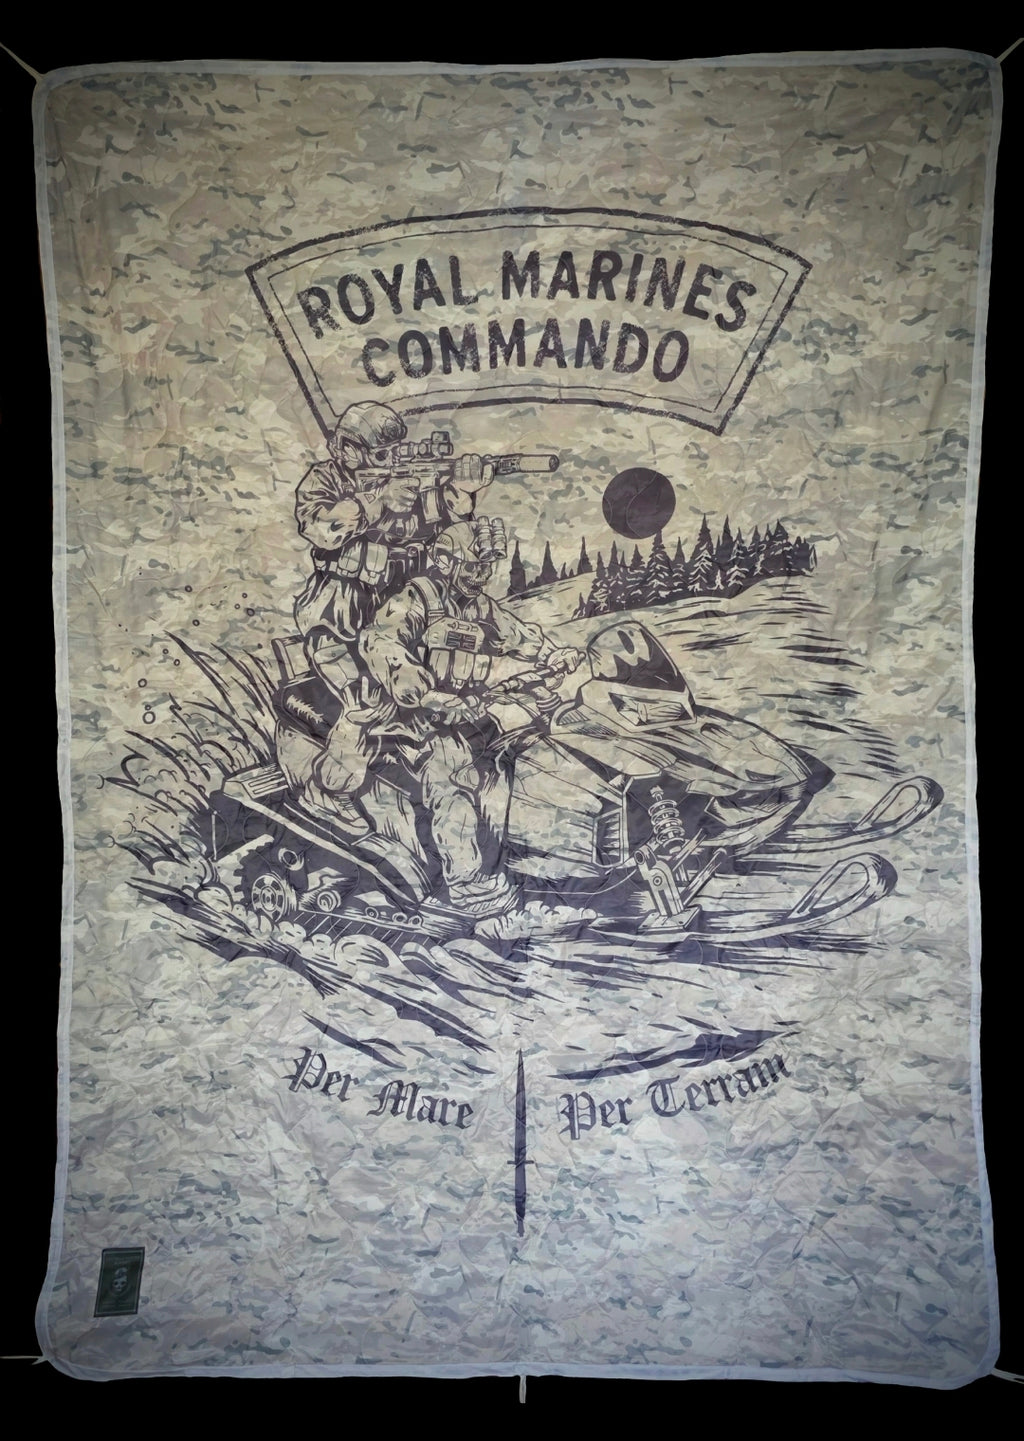 ROYAL MARINES
COMMANDO
Per Mare Per Terram